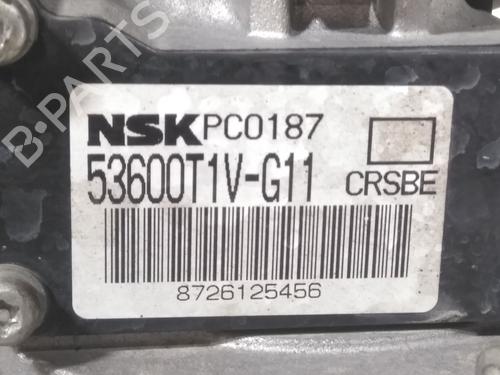 B-PARTS
NSK PC0187
53600T1V-G11
CRSBE
8726125456